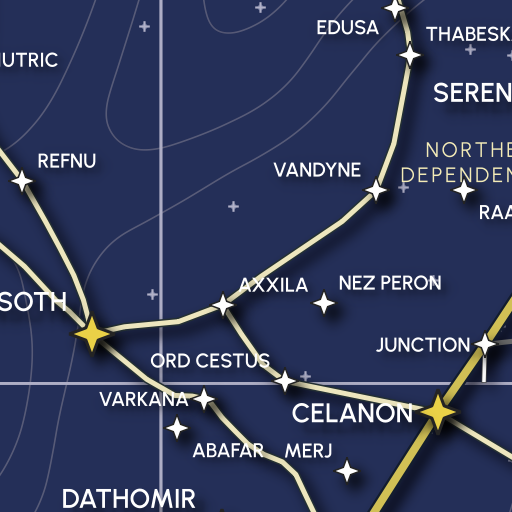 EDUSA
THABESK
UTRIC
SEREN
NORTHE
DEPENDEN
REFNU
VANDYNE
RAA
AXXILA
NEZ PERON
SOTH
JUNCTION
ORD CESTUS
VARKANA
CELANON
ABAFAR
MERJ
DATHOMIR